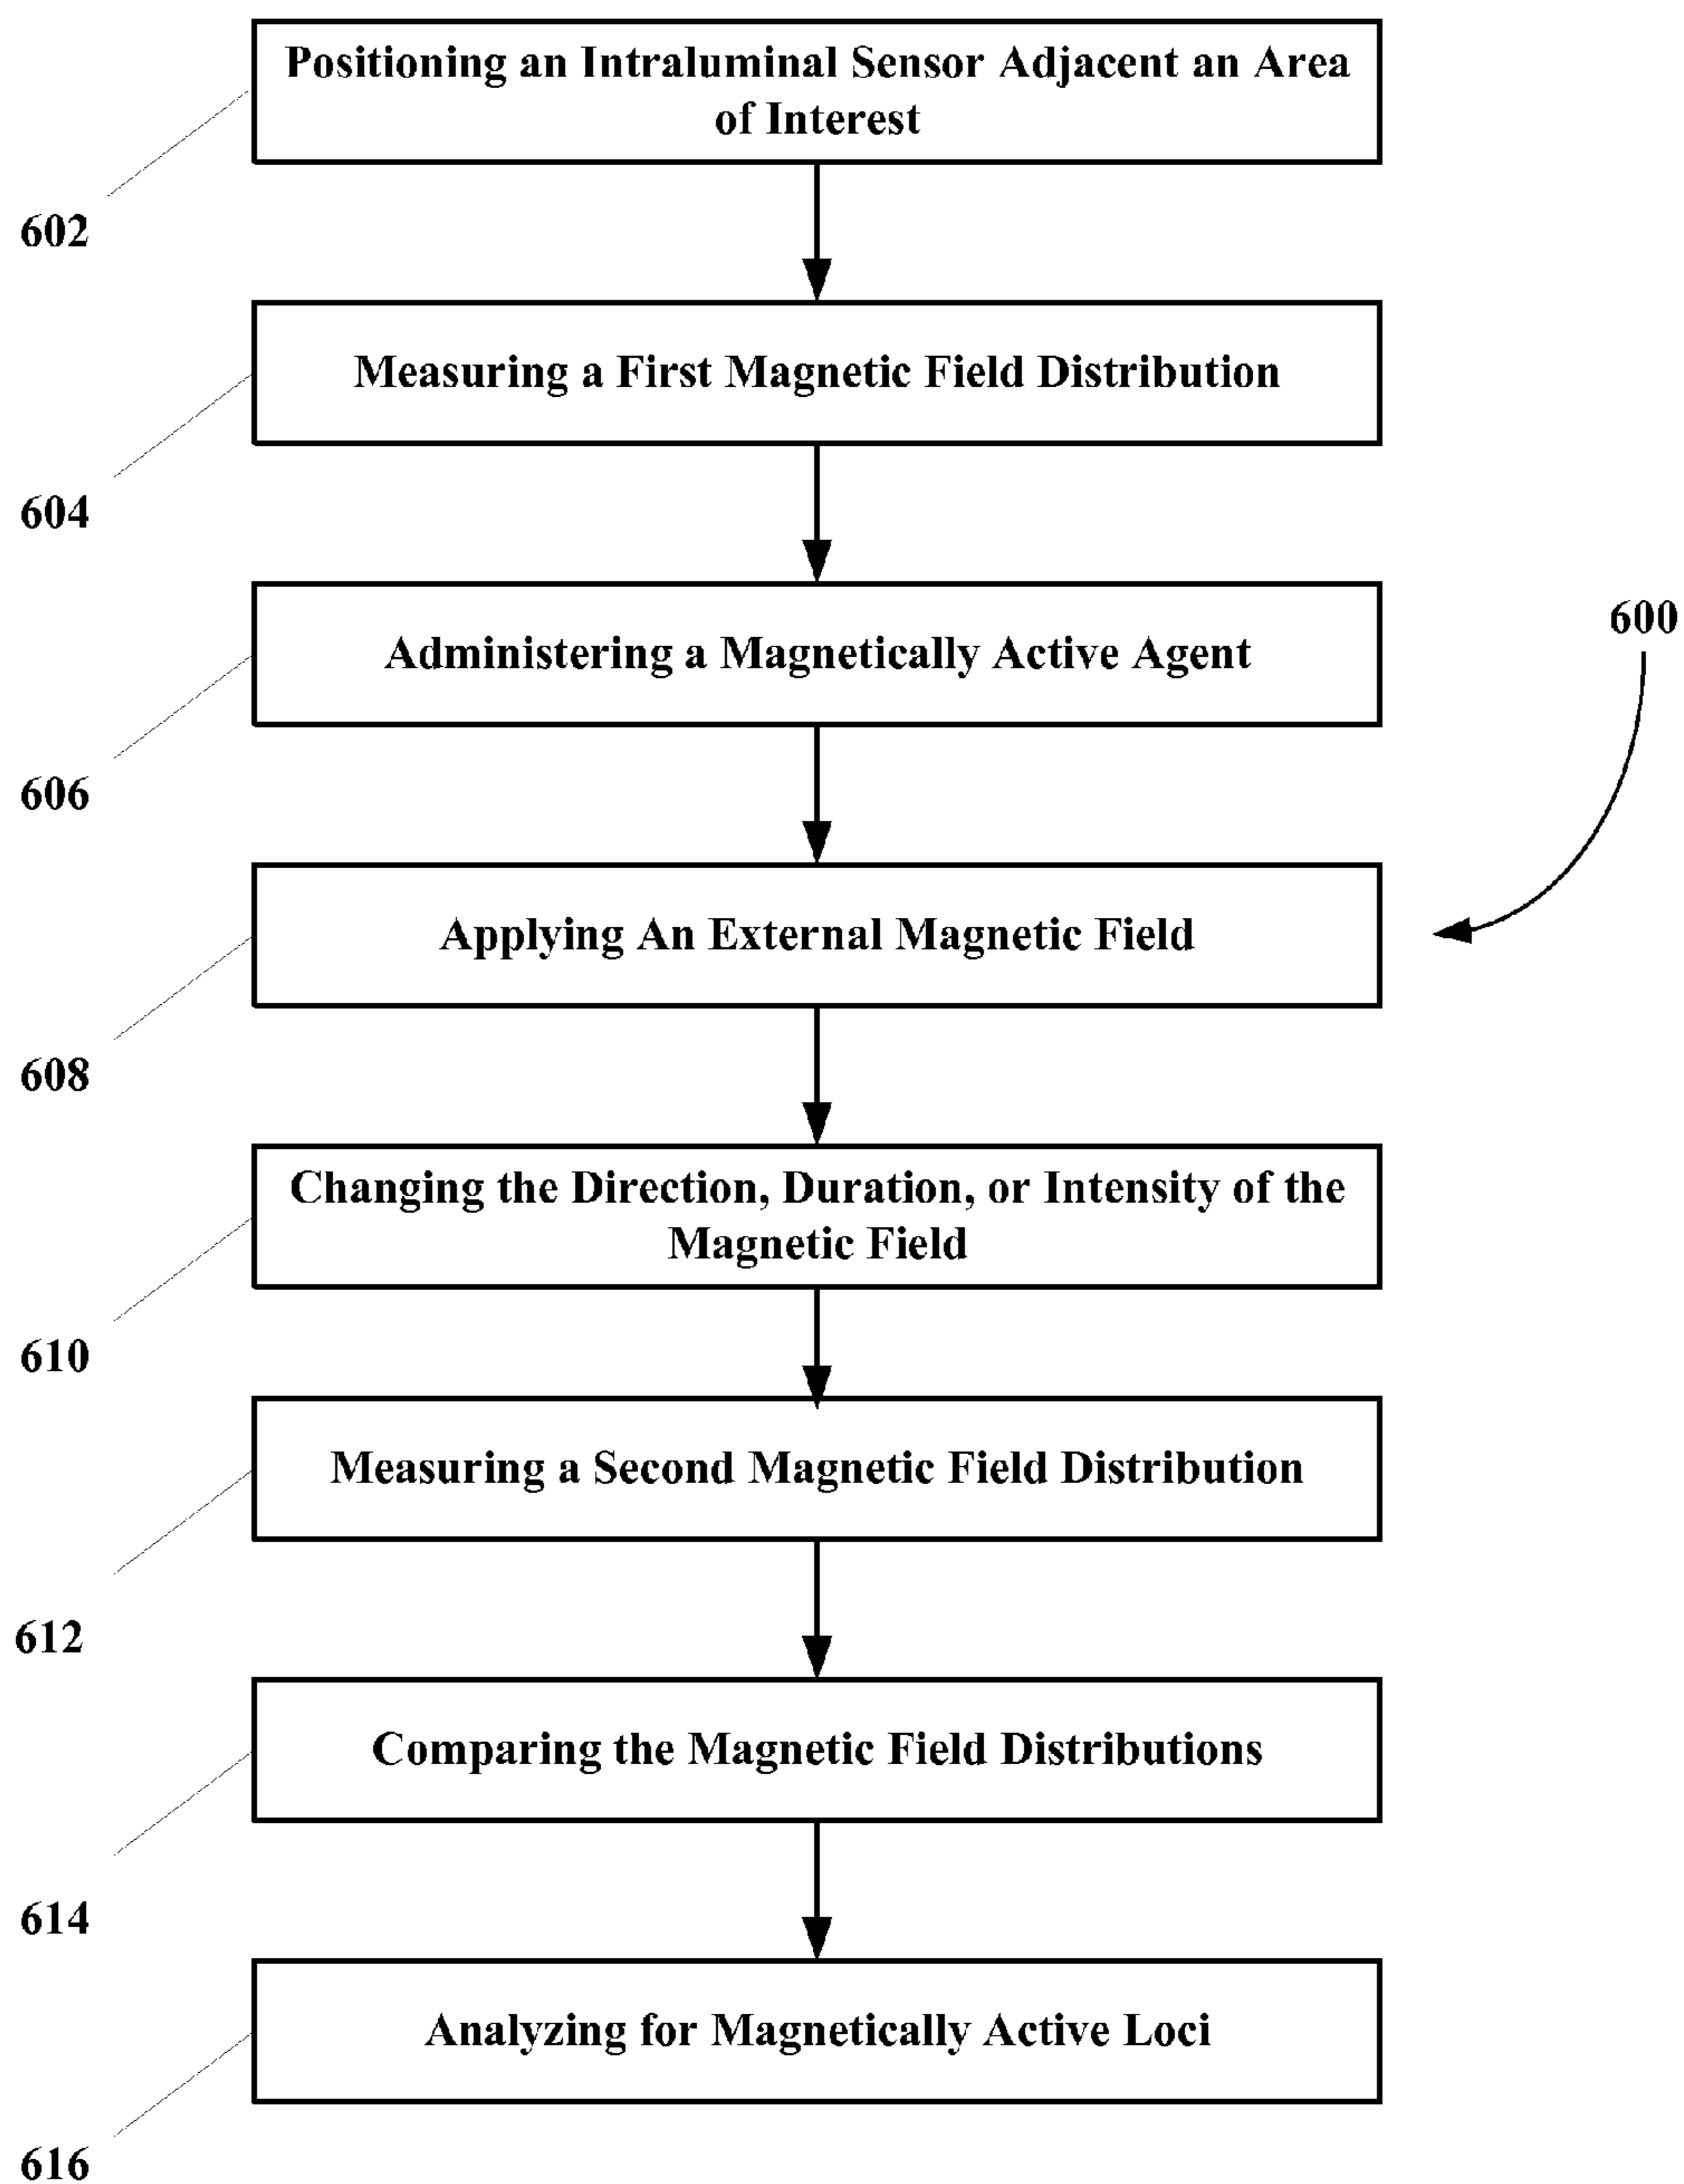 Positioning an Intraluminal Sensor Adjacent an Area
of Interest
602
Measuring a First Magnetic Field Distribution
604
Administering a Magnetically Active Agent
600
606
Applying An External Magnetic Field
608
Changing the Direction, Duration, or Intensity of the
Magnetic Field
610
Measuring a Second Magnetic Field Distribution
612
Comparing the Magnetic Field Distributions
614
Analyzing for Magnetically Active Loci
616